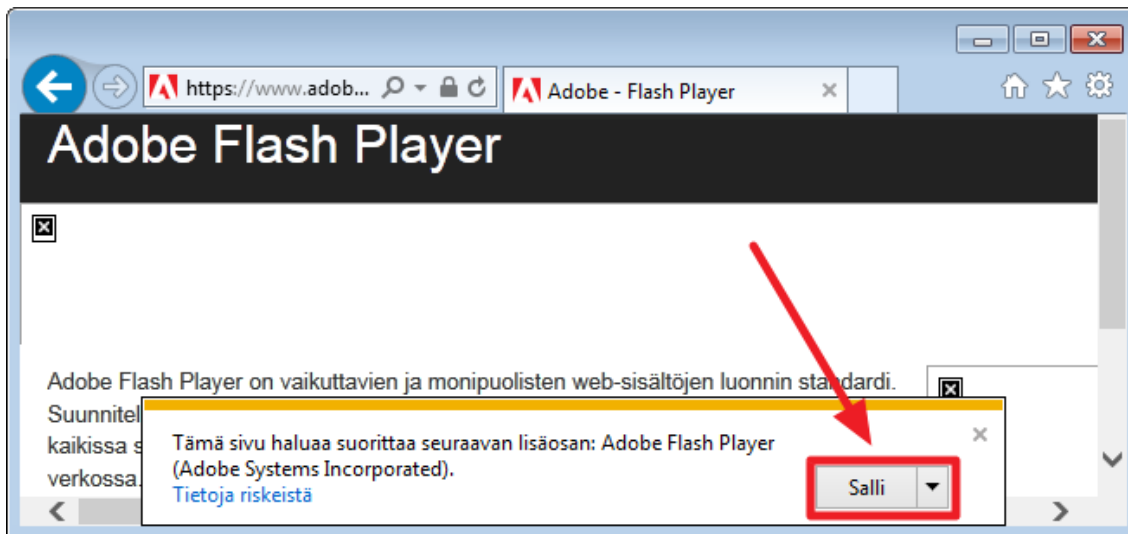 https://www.adob...
Adobe - Flash Player
Adobe Flash Player
Adobe Flash Player on vaikuttavien ja monipuolisten web-sisältöjen luonnin standardi.
Suunnitel
kaikissa s
verkossa.
Tämä sivu haluaa suorittaa seuraavan lisäosan: Adobe Flash Player
(Adobe Systems Incorporated).
Tietoja riskeistä
Salli